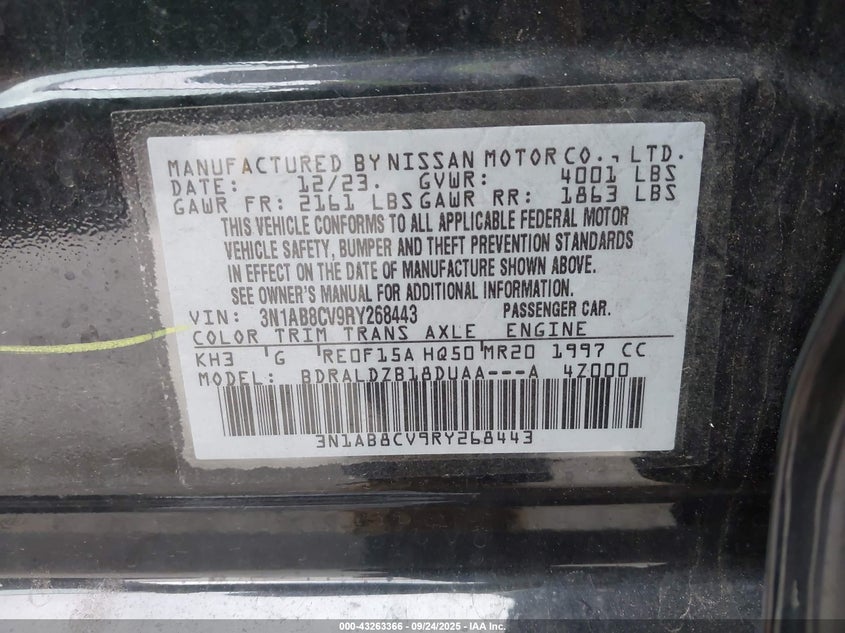 MANUFACTURED BY NISSAN MOTOR CO., LTD.
DATE: 12/23. GVWR: 4001 LBS
GAWR FR: 2161 LBS GAWR RR: 1863 LBS
THIS VEHICLE CONFORMS TO ALL APPLICABLE FEDERAL MOTOR
VEHICLE SAFETY, BUMPER AND THEFT PREVENTION STANDARDS
IN EFFECT ON THE DATE OF MANUFACTURE SHOWN ABOVE.
SEE OWNER'S MANUAL FOR ADDITIONAL INFORMATION.
VIN: 3N1AB8CV9RY268443 PASSENGER CAR.
COLOR TRIM TRANS AXLE ENGINE
KH3 G RE0F15A HQ50 MR20 1997 CC
MODEL: BDRALDZB18DUAA---A 4Z000
3N1AB8CV9RY268443
000-43263366 - 09/24/2025 - IAA, Inc.